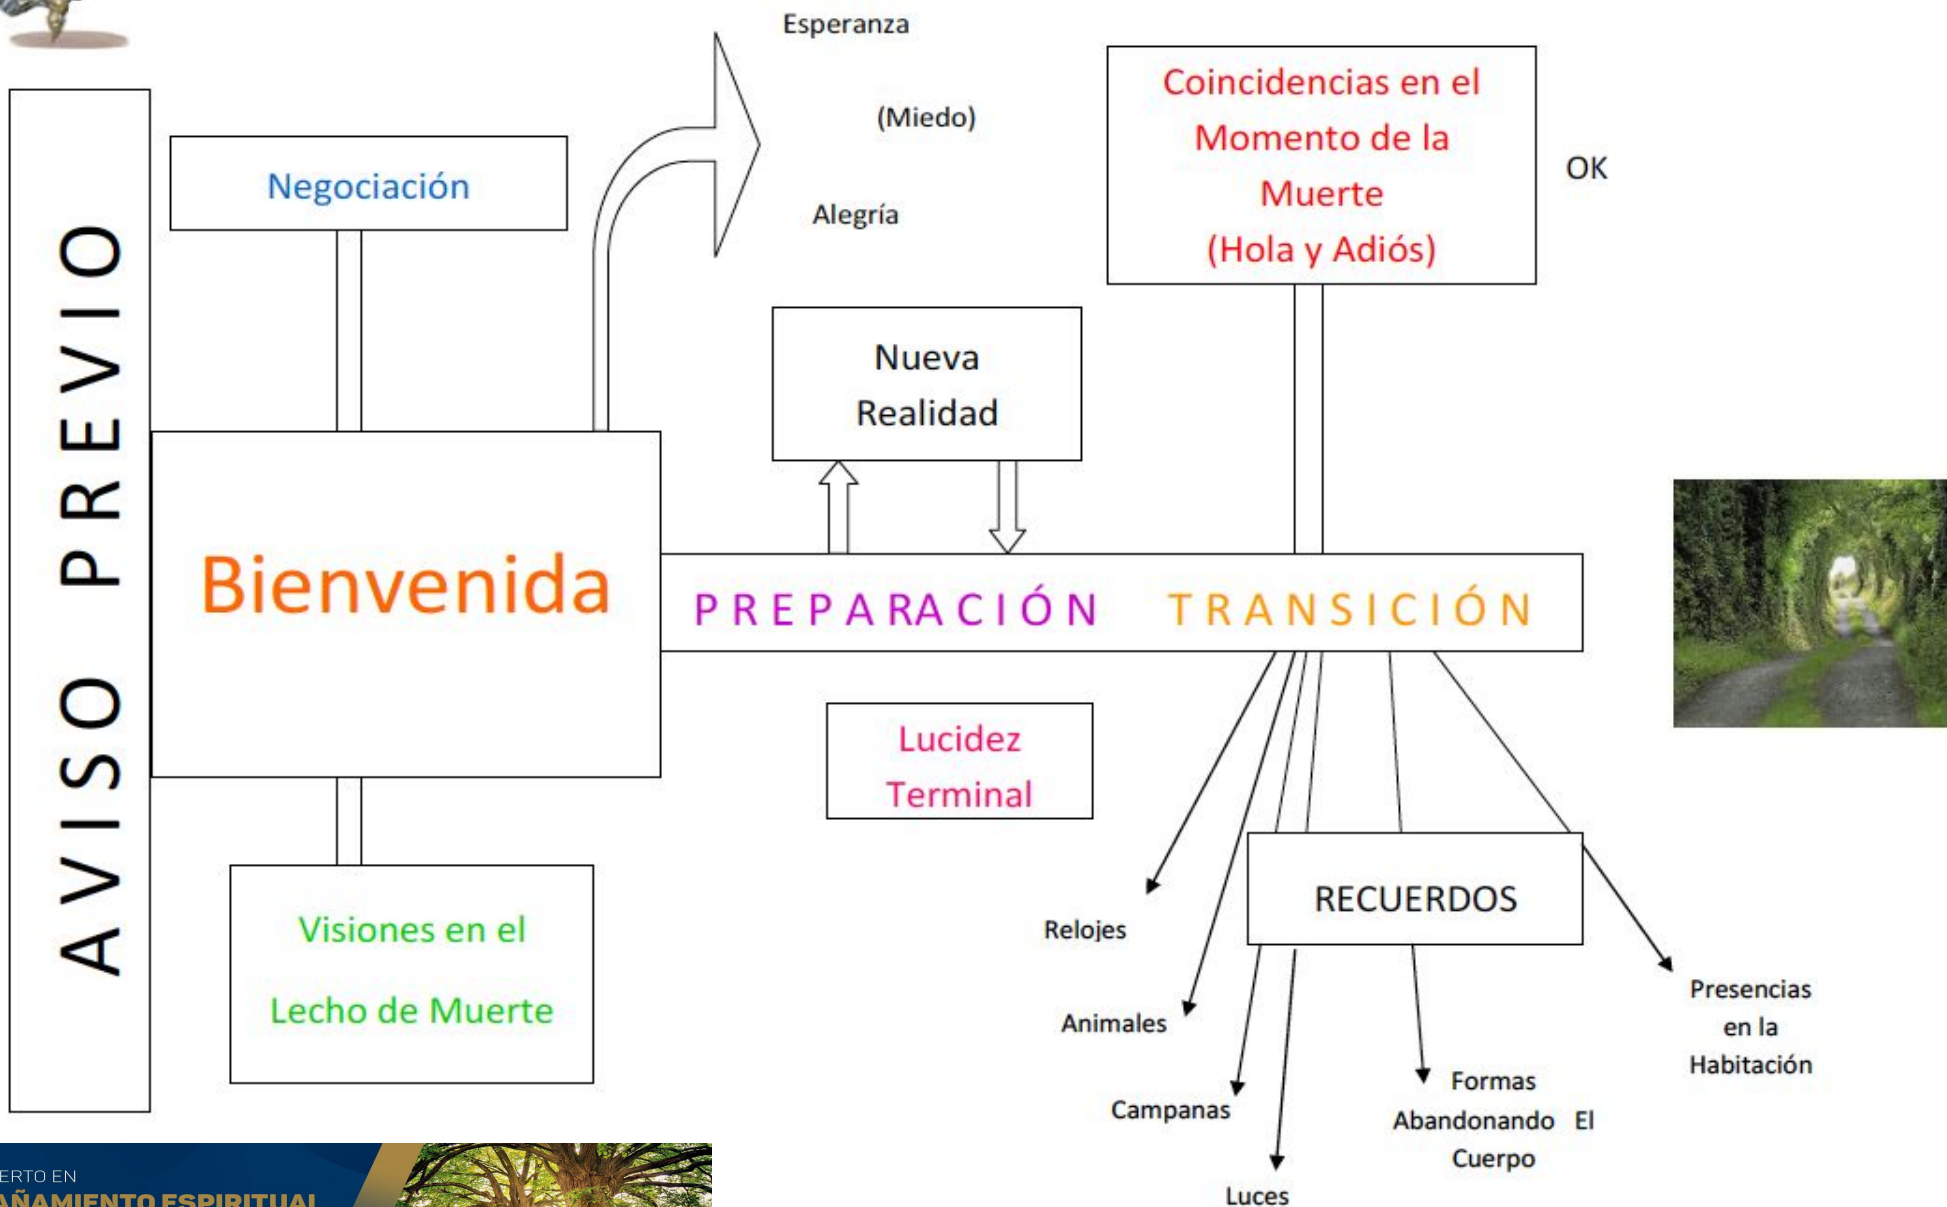 Esperanza
(Miedo)
Alegría
Coincidencias en el
Momento de la
Muerte
(Hola y Adiós)
OK
AVISO PREVIO
Negociación
Nueva
Realidad
Bienvenida
PREPARACIÓN TRANSICIÓN
Lucidez
Terminal
Visiones en el
Lecho de Muerte
RECUERDOS
Relojes
Animales
Campanas
Luces
Formas
Abandonando El
Cuerpo
Presencias
en la
Habitación
ERTO EN
AÑAMIENTO ESPIRITUAL